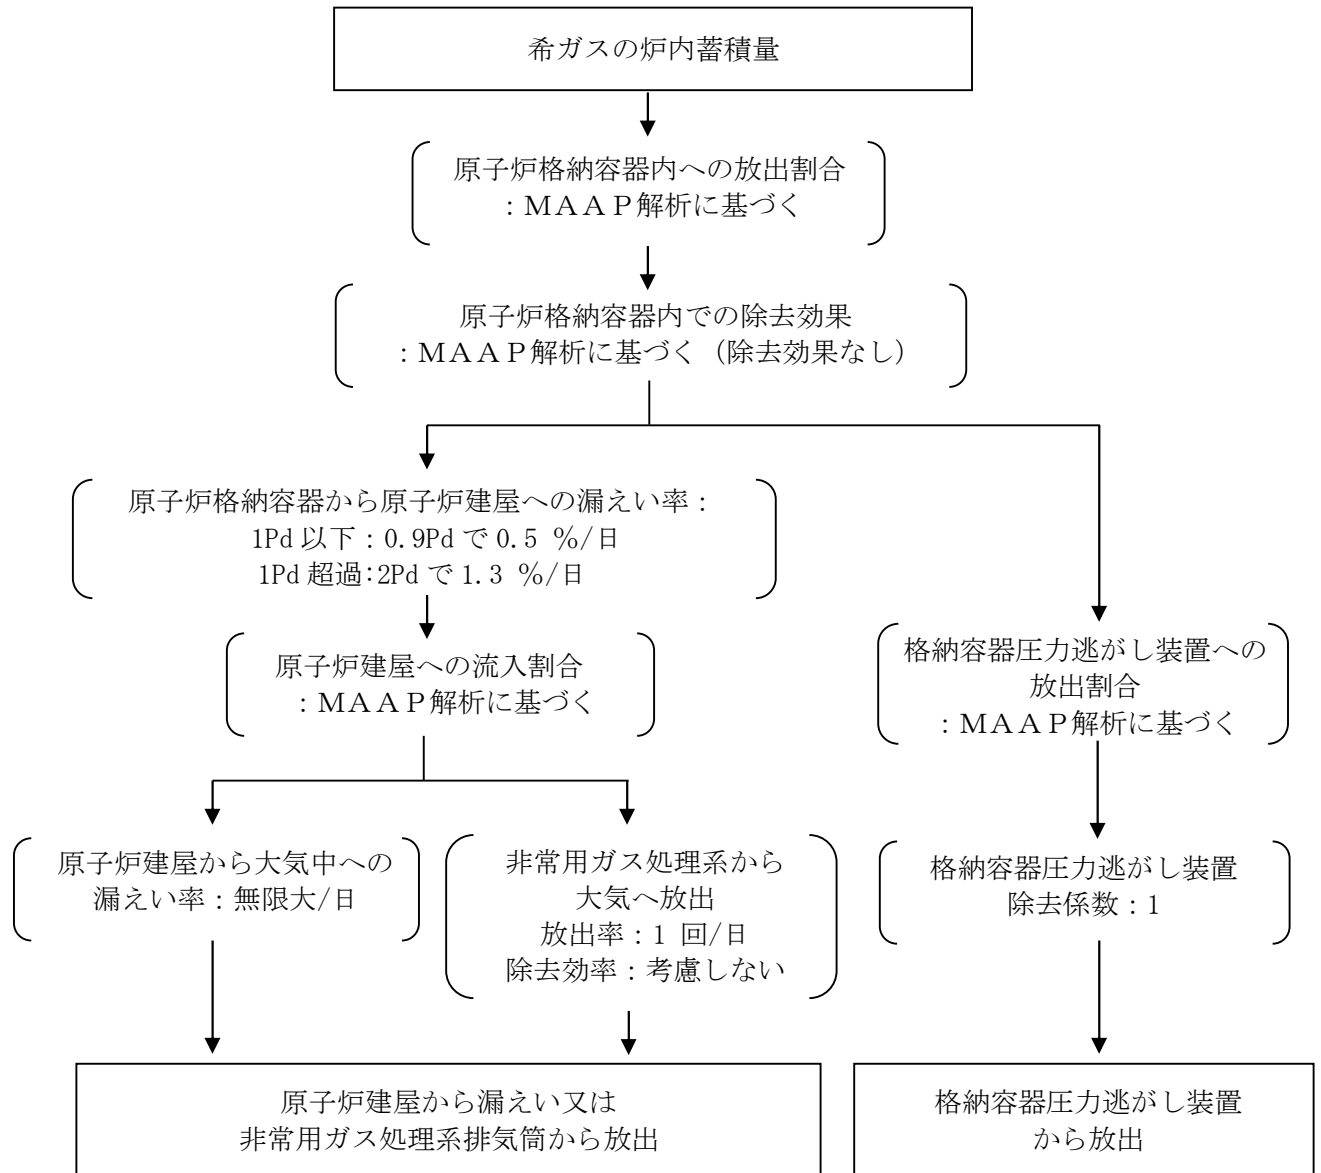 希ガスの炉内蓄積量
原子炉格納容器内への放出割合
：ＭＡＡＰ解析に基づく
原子炉格納容器内での除去効果
：ＭＡＡＰ解析に基づく（除去効果なし）
原子炉格納容器から原子炉建屋への漏えい率：
1Pd 以下：0.9Pd で 0.5 %/日
1Pd 超過:2Pd で 1.3 %/日
原子炉建屋への流入割合
：ＭＡＡＰ解析に基づく
格納容器圧力逃がし装置への
放出割合
：ＭＡＡＰ解析に基づく
原子炉建屋から大気中への
漏えい率：無限大/日
非常用ガス処理系から
大気へ放出
放出率：1 回/日
除去効率：考慮しない
格納容器圧力逃がし装置
除去係数：1
原子炉建屋から漏えい又は
非常用ガス処理系排気筒から放出
格納容器圧力逃がし装置
から放出